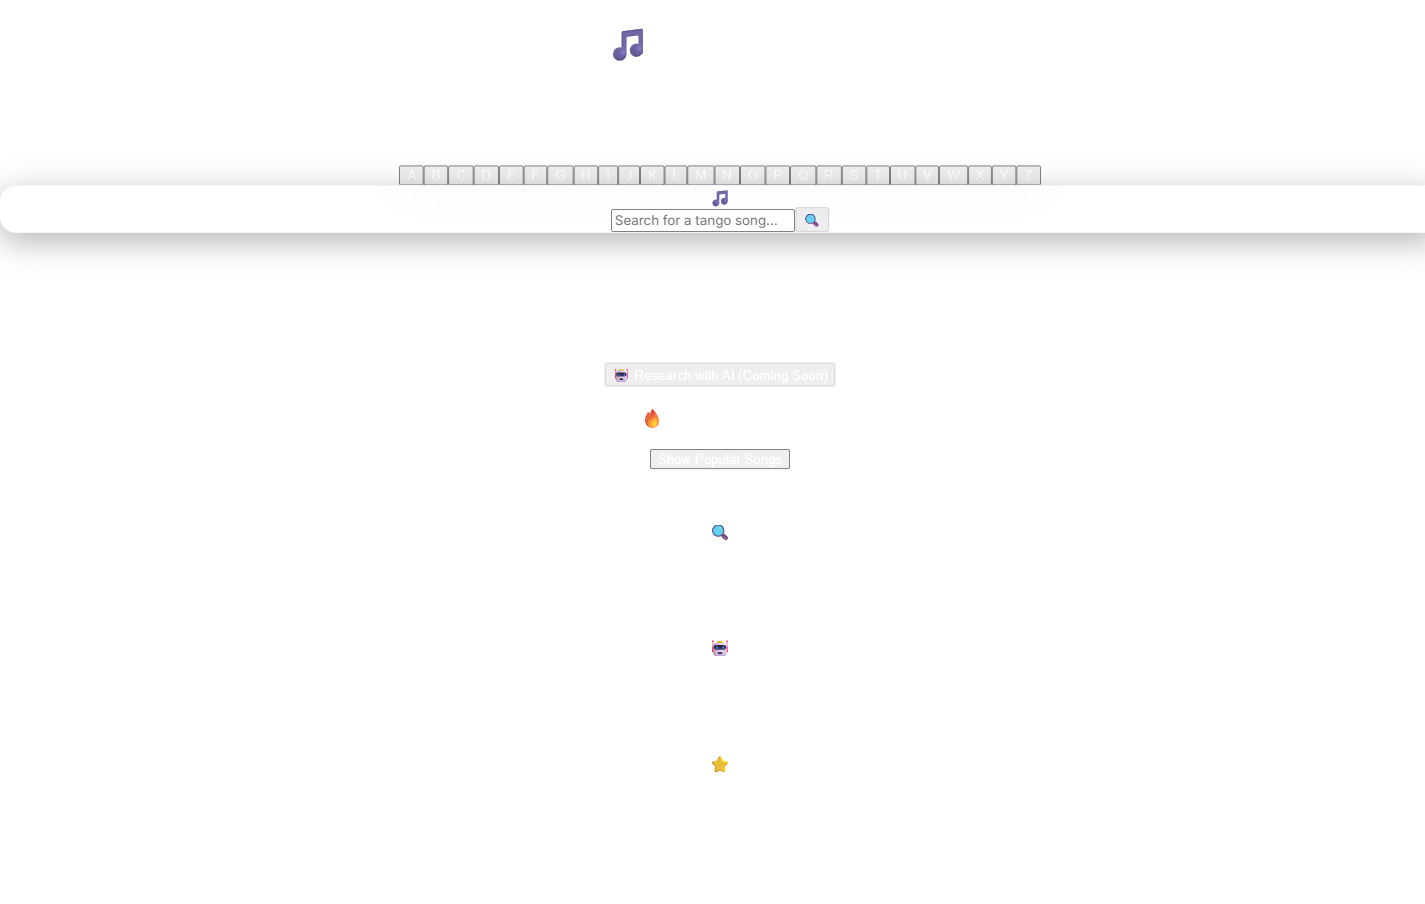 A B C D E F G H I J K L M N O P Q R S T U V W X Y Z
Search for a tango song...
Research with AI (Coming Soon)
Show Popular Songs